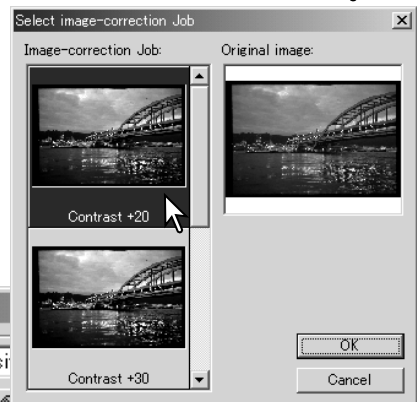 Select image-correction Job
Image-correction Job:
Original image:
Contrast +20
Contrast +30
OK
Cancel